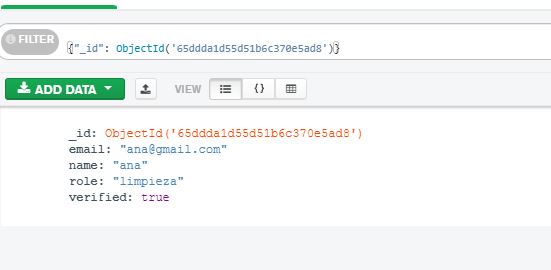 FILTER
{"_id": ObjectId('65ddda1d55d51b6c370e5ad8')}
ADD DATA
VIEW
{}
_id: ObjectId('65ddda1d55d51b6c370e5ad8')
email: "ana@gmail.com"
name: "ana"
role: "limpieza"
verified: true